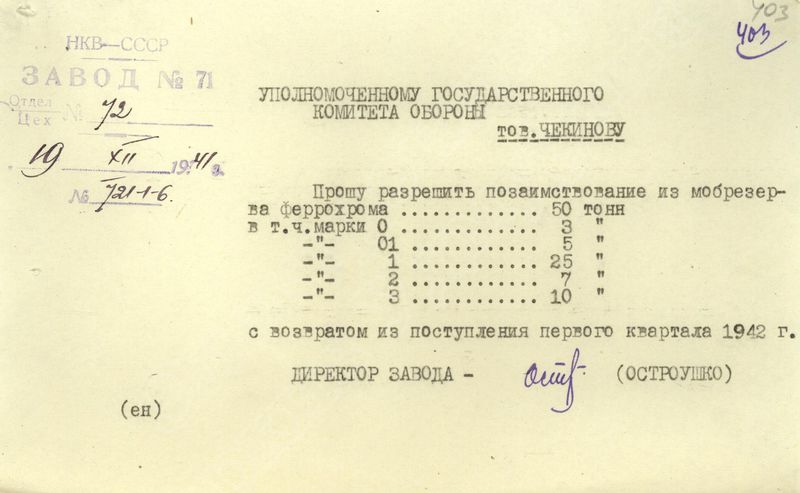 403
403
НКВ—СССР
ЗАВОД № 71
Отдел
Цех № 72
19 XII 1941 г.
№ 721-1-6.
УПОЛНОМОЧЕННОМУ ГОСУДАРСТВЕННОГО
КОМИТЕТА ОБОРОНЫ
тов.ЧЕКИНОВУ
Прошу разрешить позаимствование из мобрезер-
ва феррохрома ............. 50 тонн
в т.ч.марки 0 ............ 3 "
-"- 01 ............ 5 "
-"- 1 ............ 25 "
-"- 2 ............ 7 "
-"- 3 ............ 10 "
с возвратом из поступления первого квартала 1942 г.
ДИРЕКТОР ЗАВОДА - Остр (ОСТРОУШКО)
(ен)